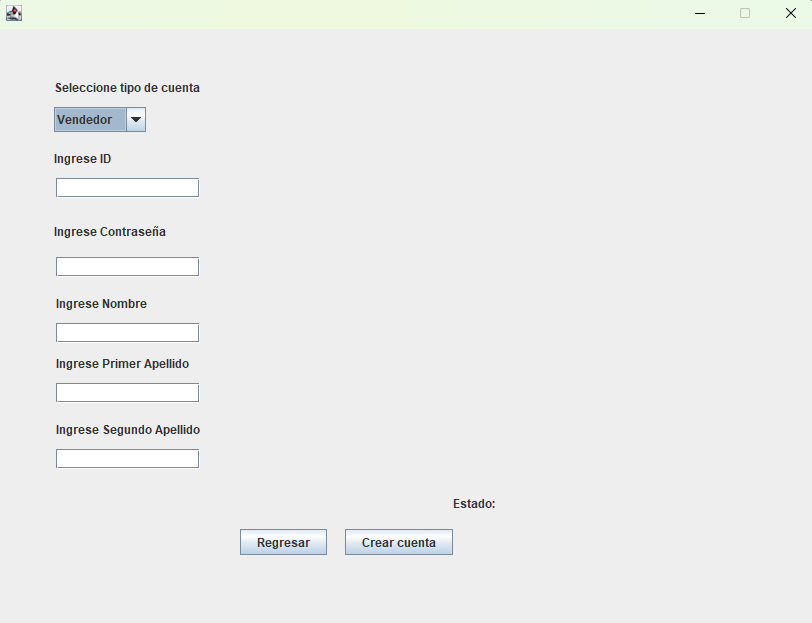 Seleccione tipo de cuenta
Vendedor
Ingrese ID
Ingrese Contraseña
Ingrese Nombre
Ingrese Primer Apellido
Ingrese Segundo Apellido
Estado:
Regresar
Crear cuenta